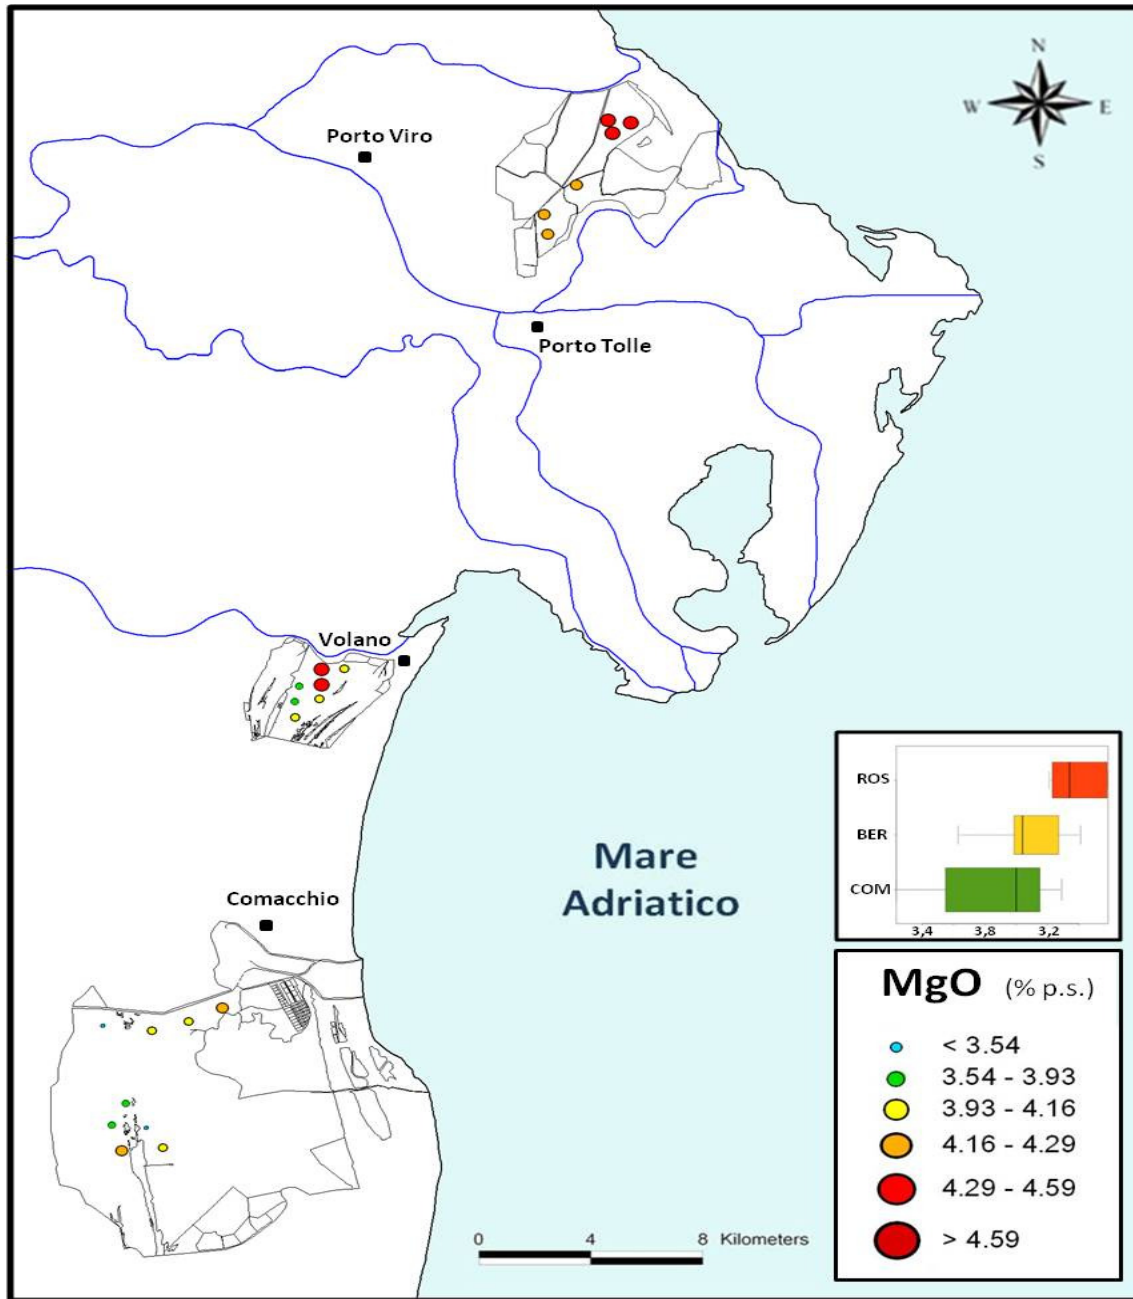 N
W E
S
Porto Viro
Porto Tolle
Volano
Comacchio
Mare
Adriatico
ROS
BER
COM
3,4 3,8 3,2
MgO (% p.s.)
< 3.54
3.54 - 3.93
3.93 - 4.16
4.16 - 4.29
4.29 - 4.59
> 4.59
0 4 8 Kilometers